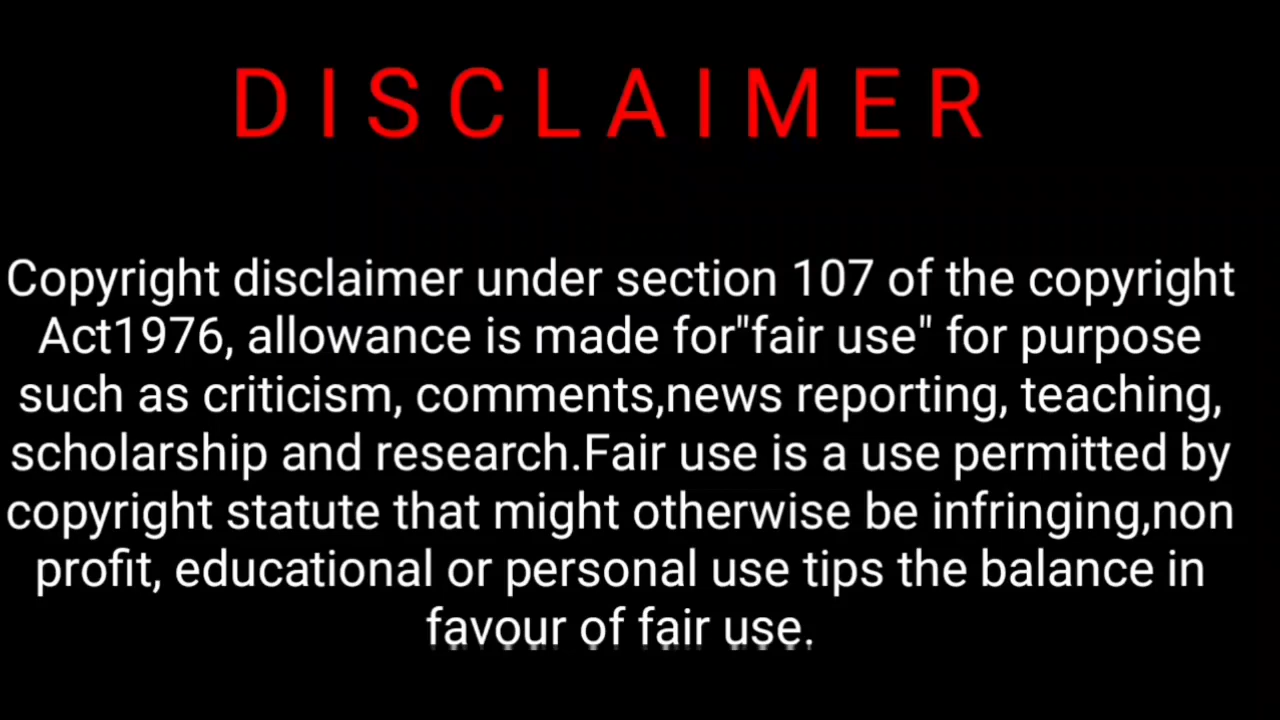 DISCLAIMER
Copyright disclaimer under section 107 of the copyright
Act1976, allowance is made for"fair use" for purpose
such as criticism, comments,news reporting, teaching,
scholarship and research.Fair use is a use permitted by
copyright statute that might otherwise be infringing,non
profit, educational or personal use tips the balance in
favour of fair use.